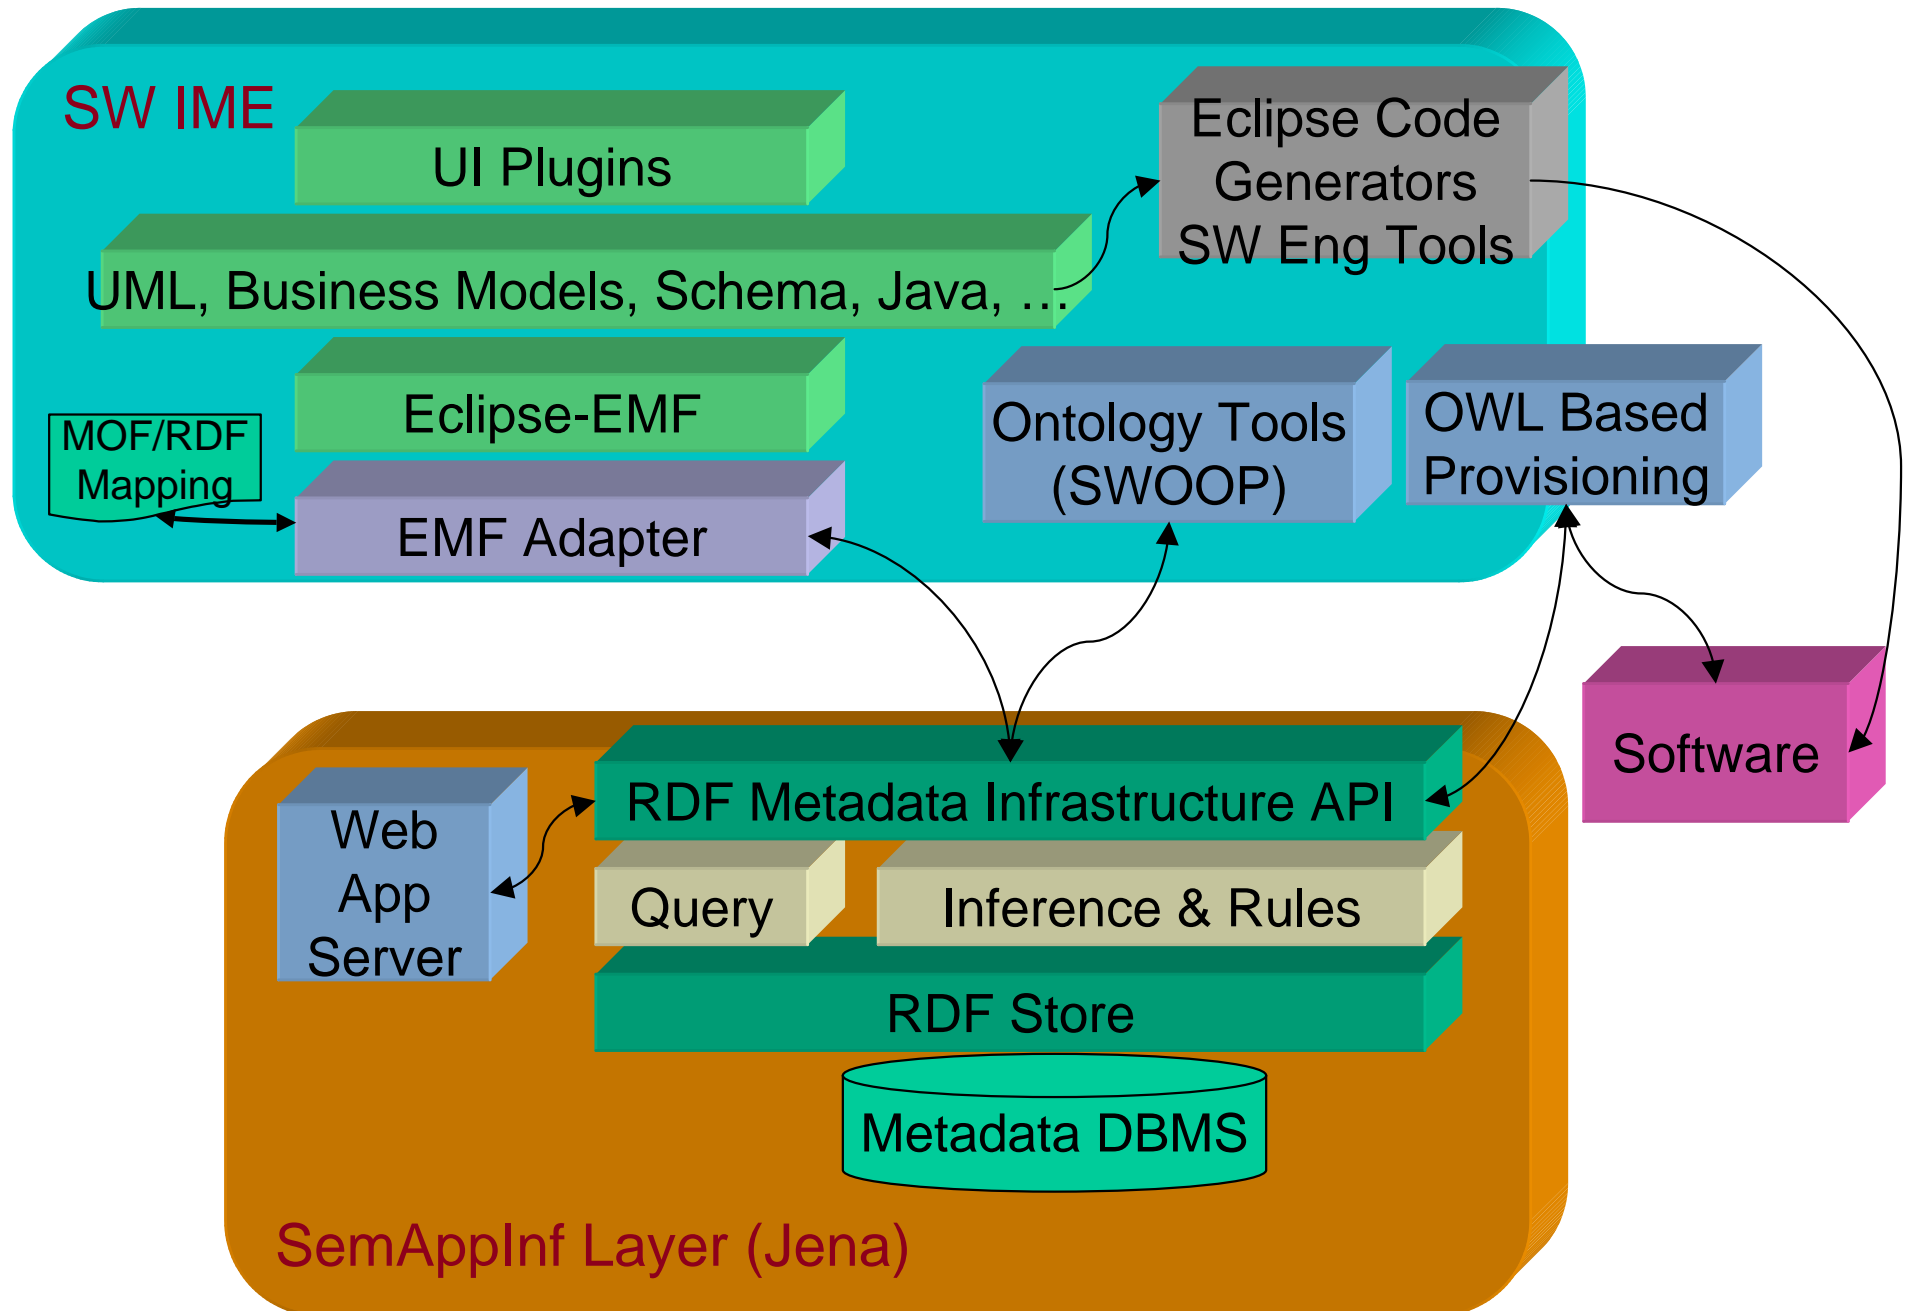 SW IME
UI Plugins
Eclipse Code
Generators
SW Eng Tools
UML, Business Models, Schema, Java, …
Eclipse-EMF
MOF/RDF
Mapping
EMF Adapter
Ontology Tools
(SWOOP)
OWL Based
Provisioning
Software
RDF Metadata Infrastructure API
Web
App
Server
Query
Inference & Rules
RDF Store
Metadata DBMS
SemAppInf Layer (Jena)